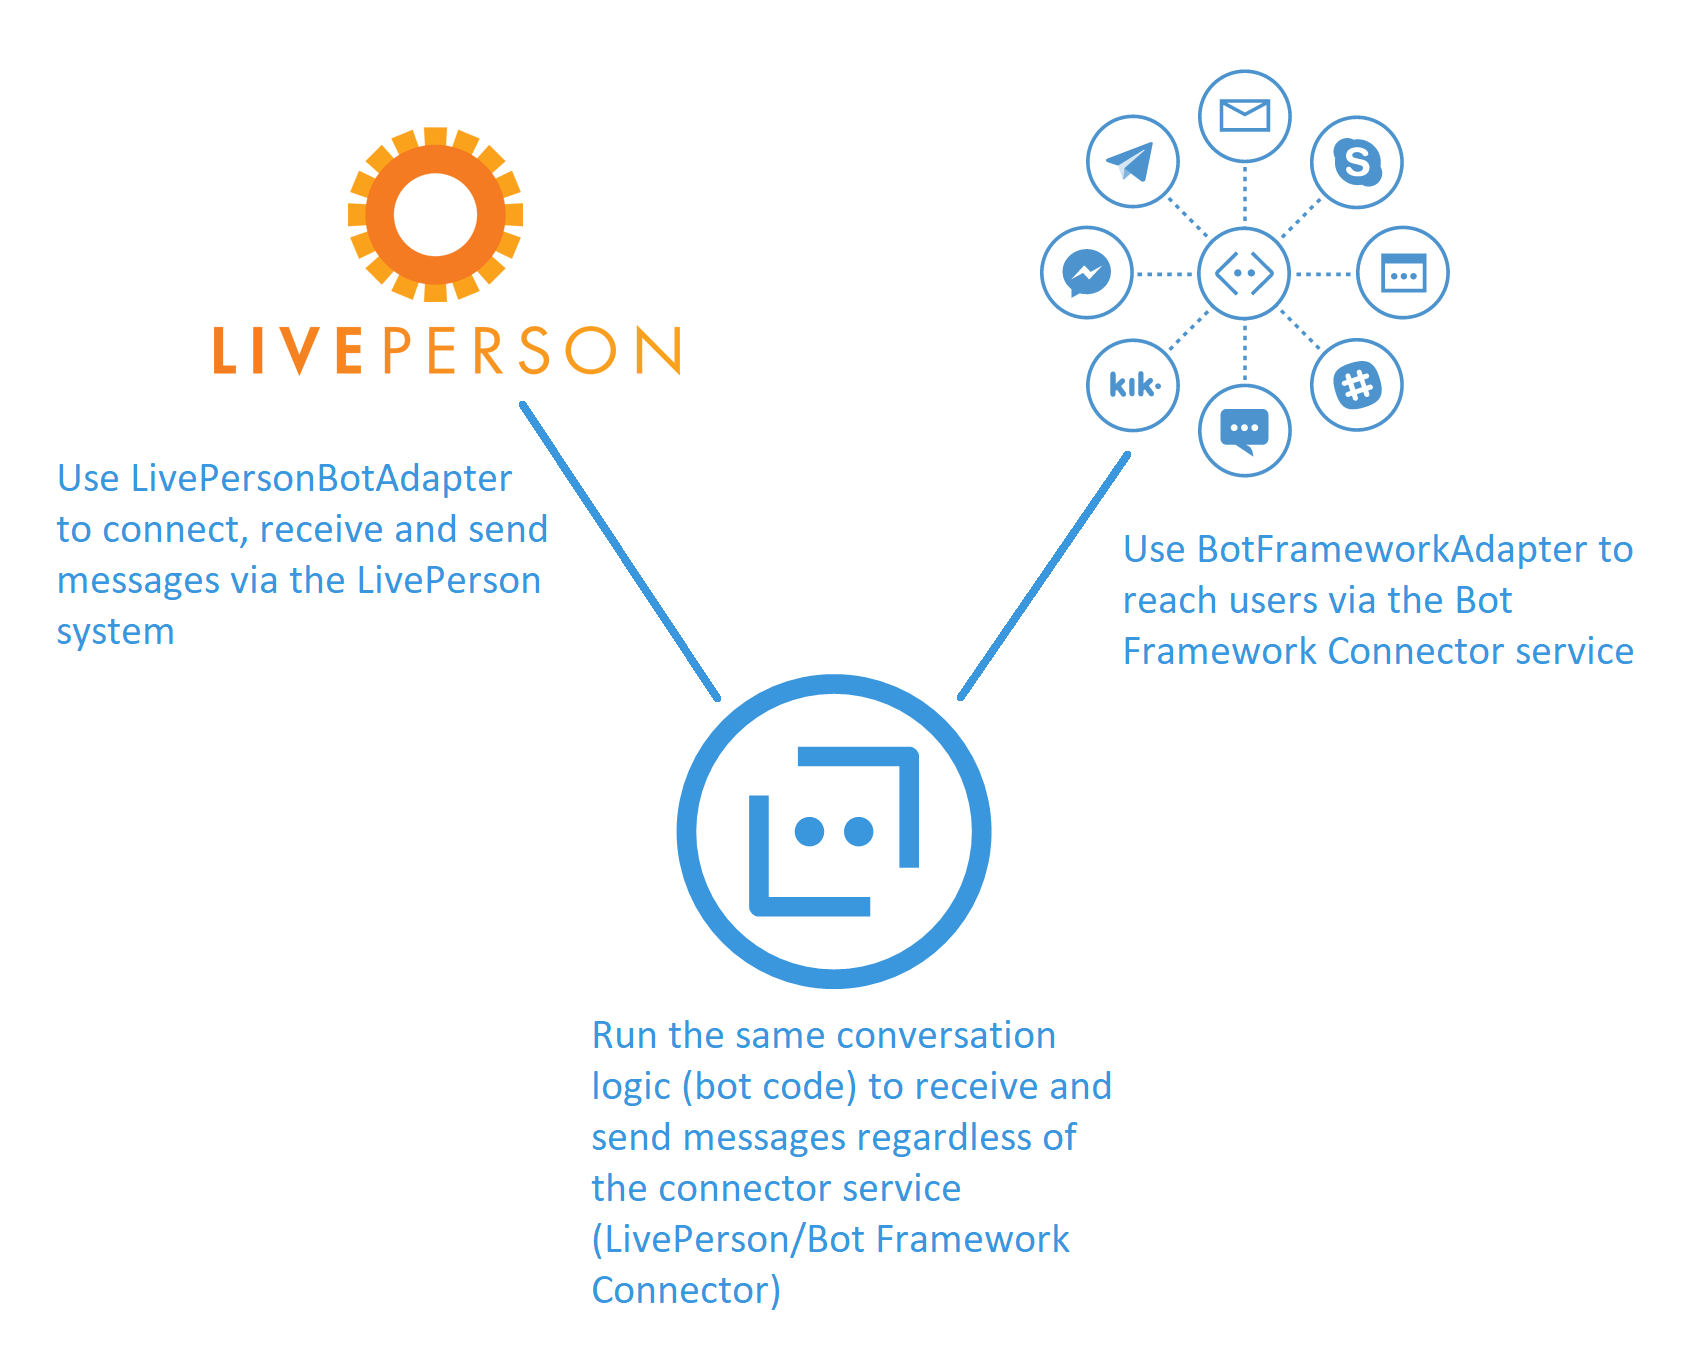 LIVEPERSON
S
kik.
#
Use LivePersonBotAdapter
to connect, receive and send
messages via the LivePerson
system
Use BotFrameworkAdapter to
reach users via the Bot
Framework Connector service
Run the same conversation
logic (bot code) to receive and
send messages regardless of
the connector service
(LivePerson/Bot Framework
Connector)